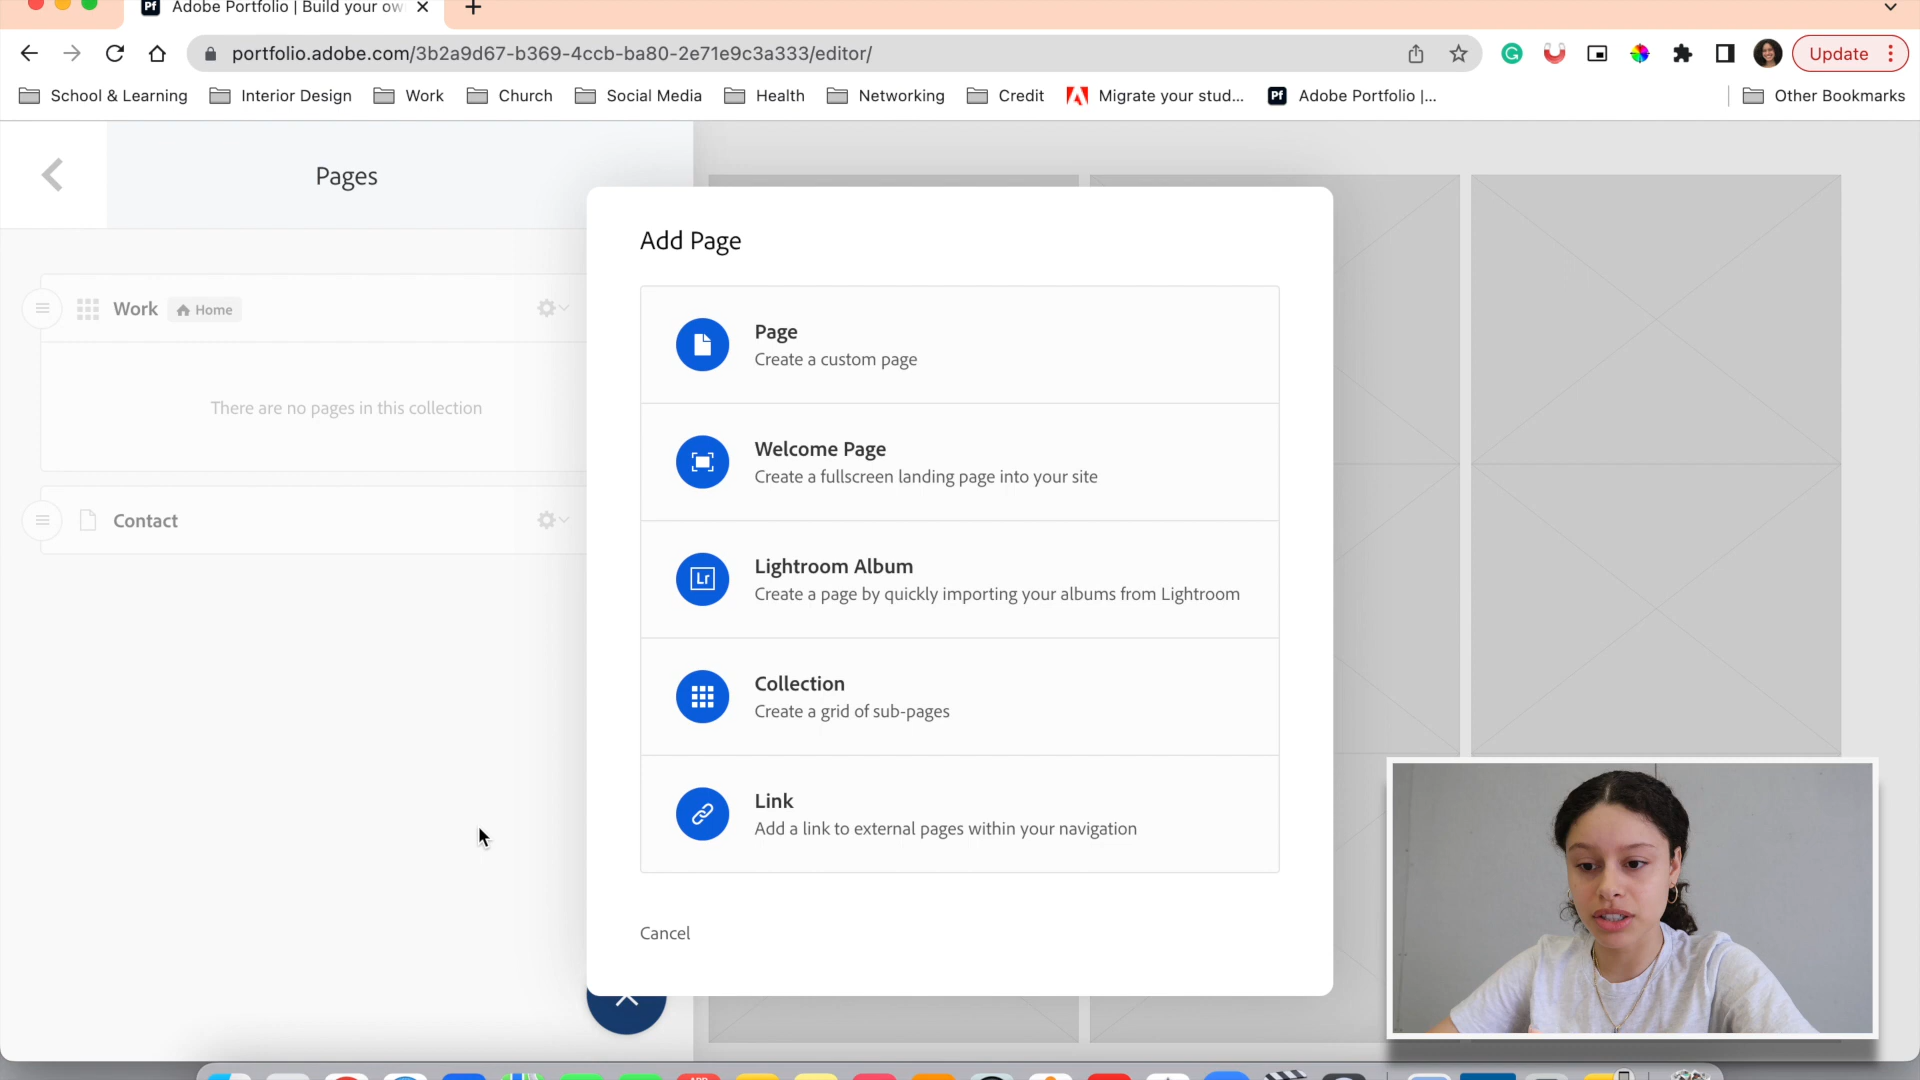 Pf Adobe Portfolio | Build your ow
portfolio.adobe.com/3b2a9d67-b369-4ccb-ba80-2e71e9c3a333/editor/
Update
School & Learning
Interior Design
Work
Church
Social Media
Health
Networking
Credit
Migrate your stud...
Pf Adobe Portfolio |...
Other Bookmarks
Pages
Work
Home
There are no pages in this collection
Contact
Add Page
Page
Create a custom page
Welcome Page
Create a fullscreen landing page into your site
Lr
Lightroom Album
Create a page by quickly importing your albums from Lightroom
Collection
Create a grid of sub-pages
Link
Add a link to external pages within your navigation
Cancel